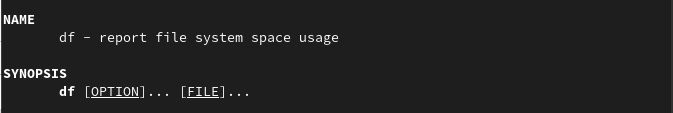 NAME
df - report file system space usage
SYNOPSIS
df [OPTION]... [FILE]...